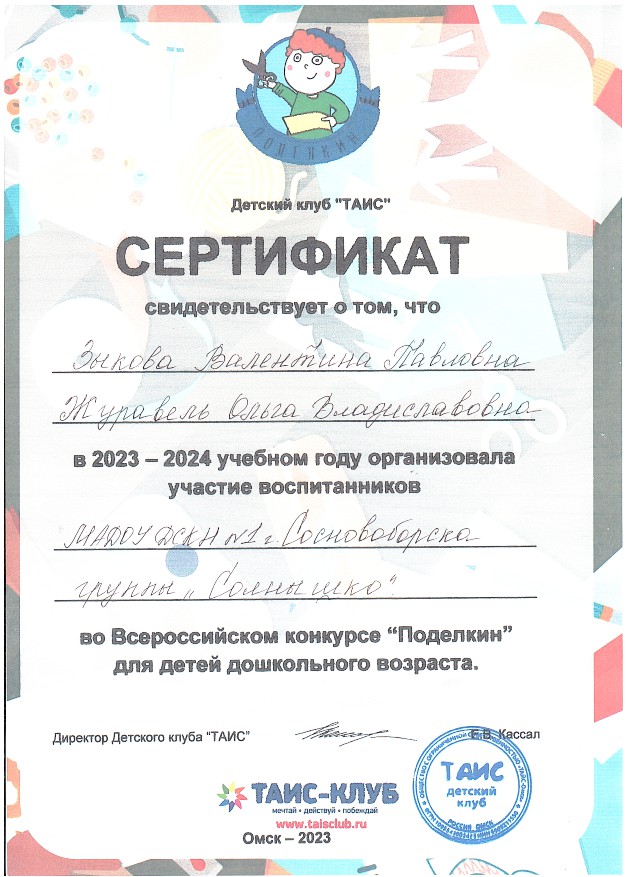 ПОДЕЛКИН
Детский клуб "ТАИС"
СЕРТИФИКАТ
свидетельствует о том, что
Зыкова Валентина Павловна
Журавель Ольга Владиславовна
в 2023 – 2024 учебном году организовала
участие воспитанников
МАДОУ ДСКН №1 г. Сосновоборска
группы „Солнышко"
во Всероссийском конкурсе “Поделкин”
для детей дошкольного возраста.
Директор Детского клуба “ТАИС” Е.В. Кассал
ТАИС
детский
клуб
РОССИЯ ОМСК
ТАИС-КЛУБ
мечтай • действуй • побеждай
www.taisclub.ru
Омск – 2023